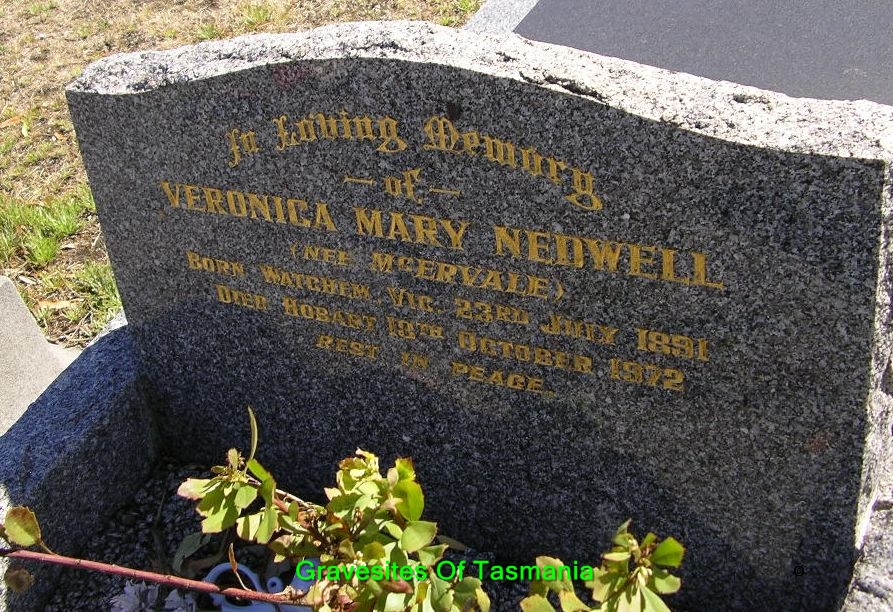 In Loving Memory
— of —
VERONICA MARY NEDWELL
(NEE McERVALE)
BORN WATCHEM, VIC. 23RD JULY 1891
DIED HOBART 19TH OCTOBER 1972
REST IN PEACE.
Gravesites Of Tasmania